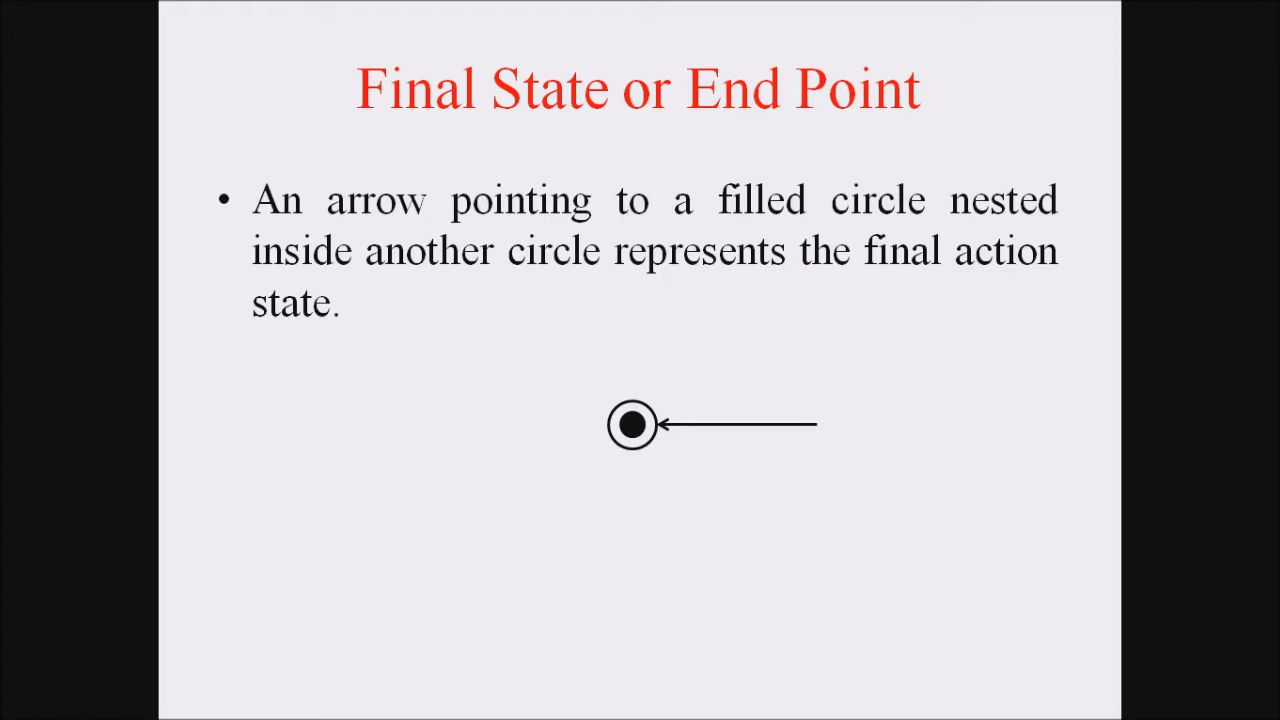 Final State or End Point
• An arrow pointing to a filled circle nested
inside another circle represents the final action
state.